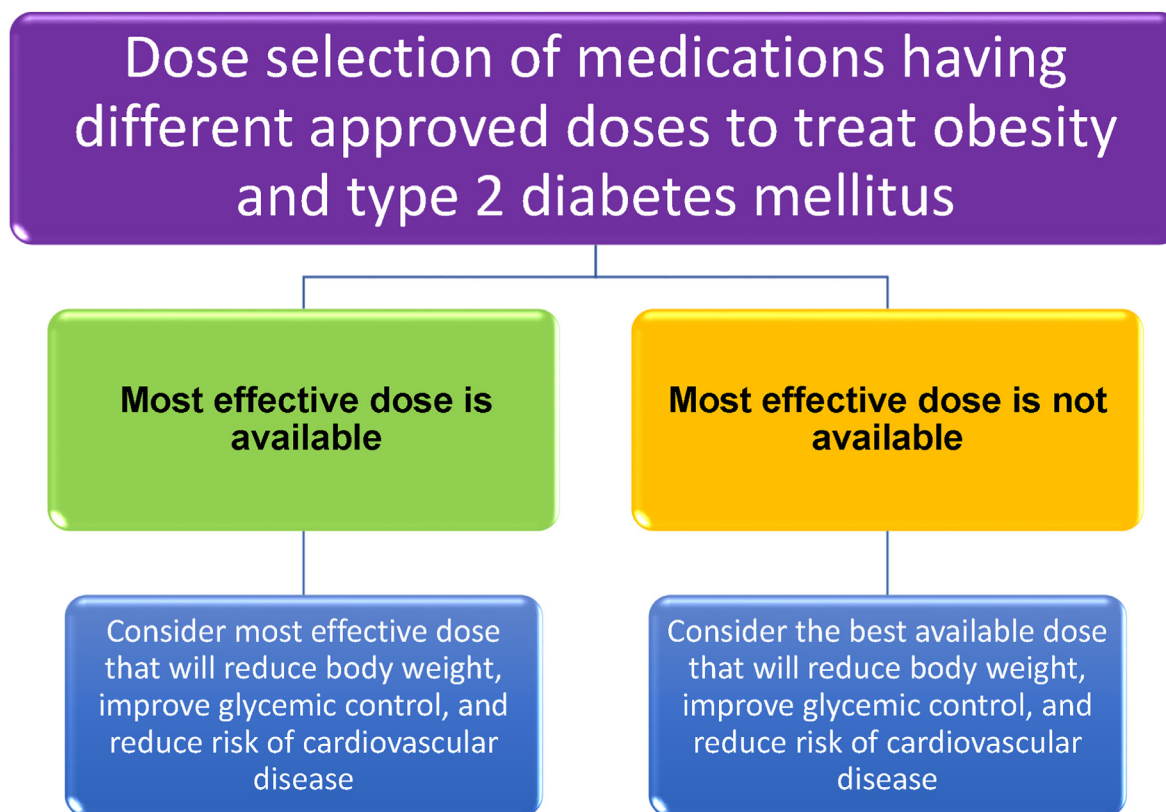 Dose selection of medications having
different approved doses to treat obesity
and type 2 diabetes mellitus
Most effective dose is
available
Most effective dose is not
available
Consider most effective dose
that will reduce body weight,
improve glycemic control, and
reduce risk of cardiovascular
disease
Consider the best available dose
that will reduce body weight,
improve glycemic control, and
reduce risk of cardiovascular
disease